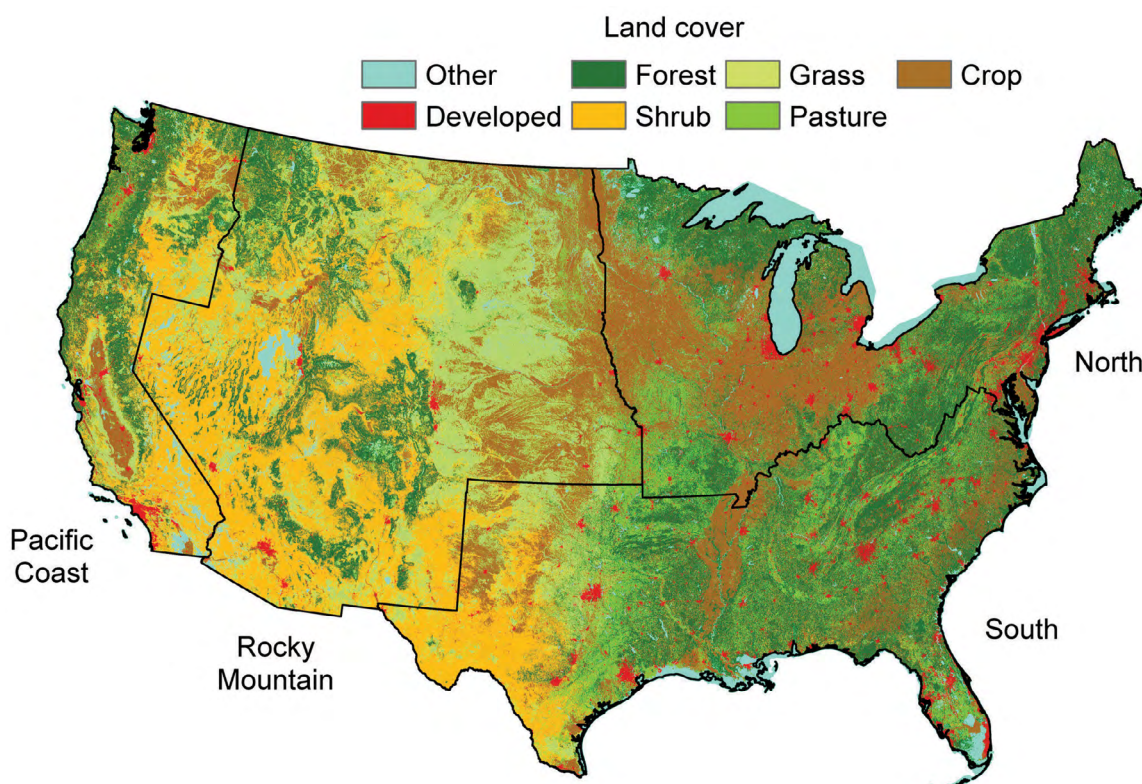 Land cover
Other
Forest
Grass
Crop
Developed
Shrub
Pasture
North
Pacific
Coast
South
Rocky
Mountain